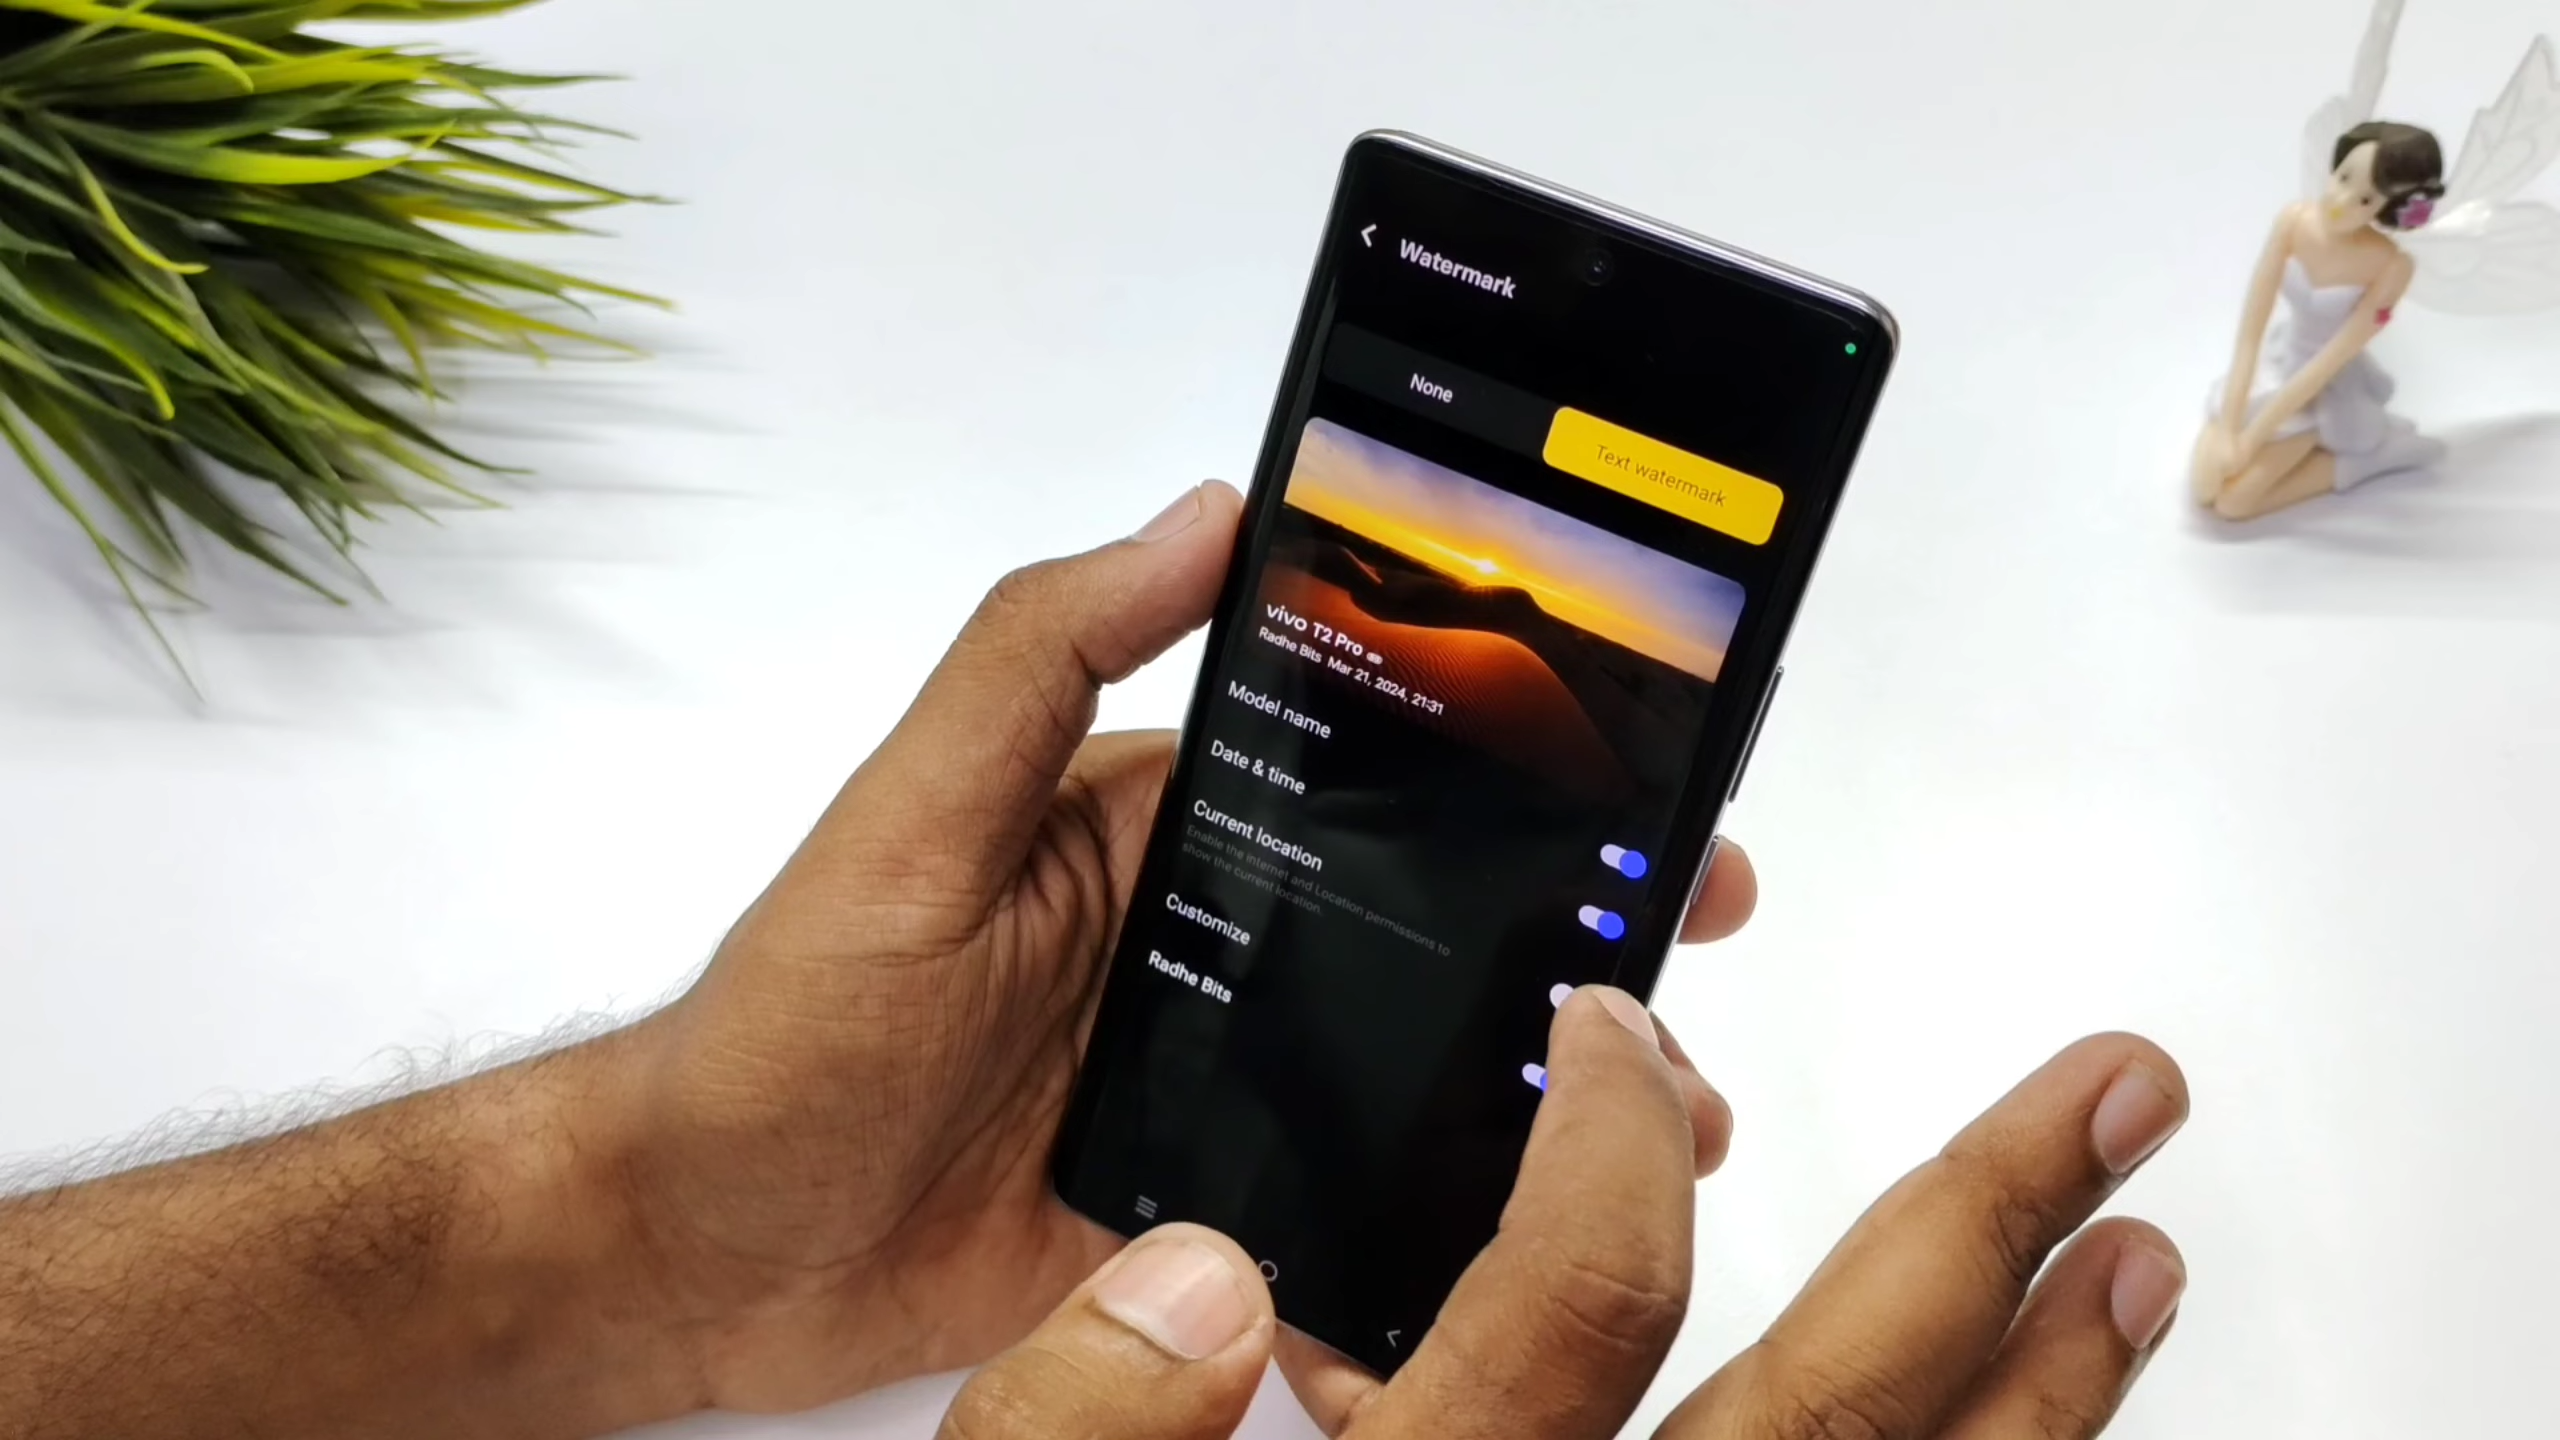 Watermark
None
Text watermark
vivo T2 Pro
Radhe Bits Mar 21, 2024, 21:31
Model name
Date & time
Current location
Enable the internet and Location permissions to
show the current location.
Customize
Radhe Bits